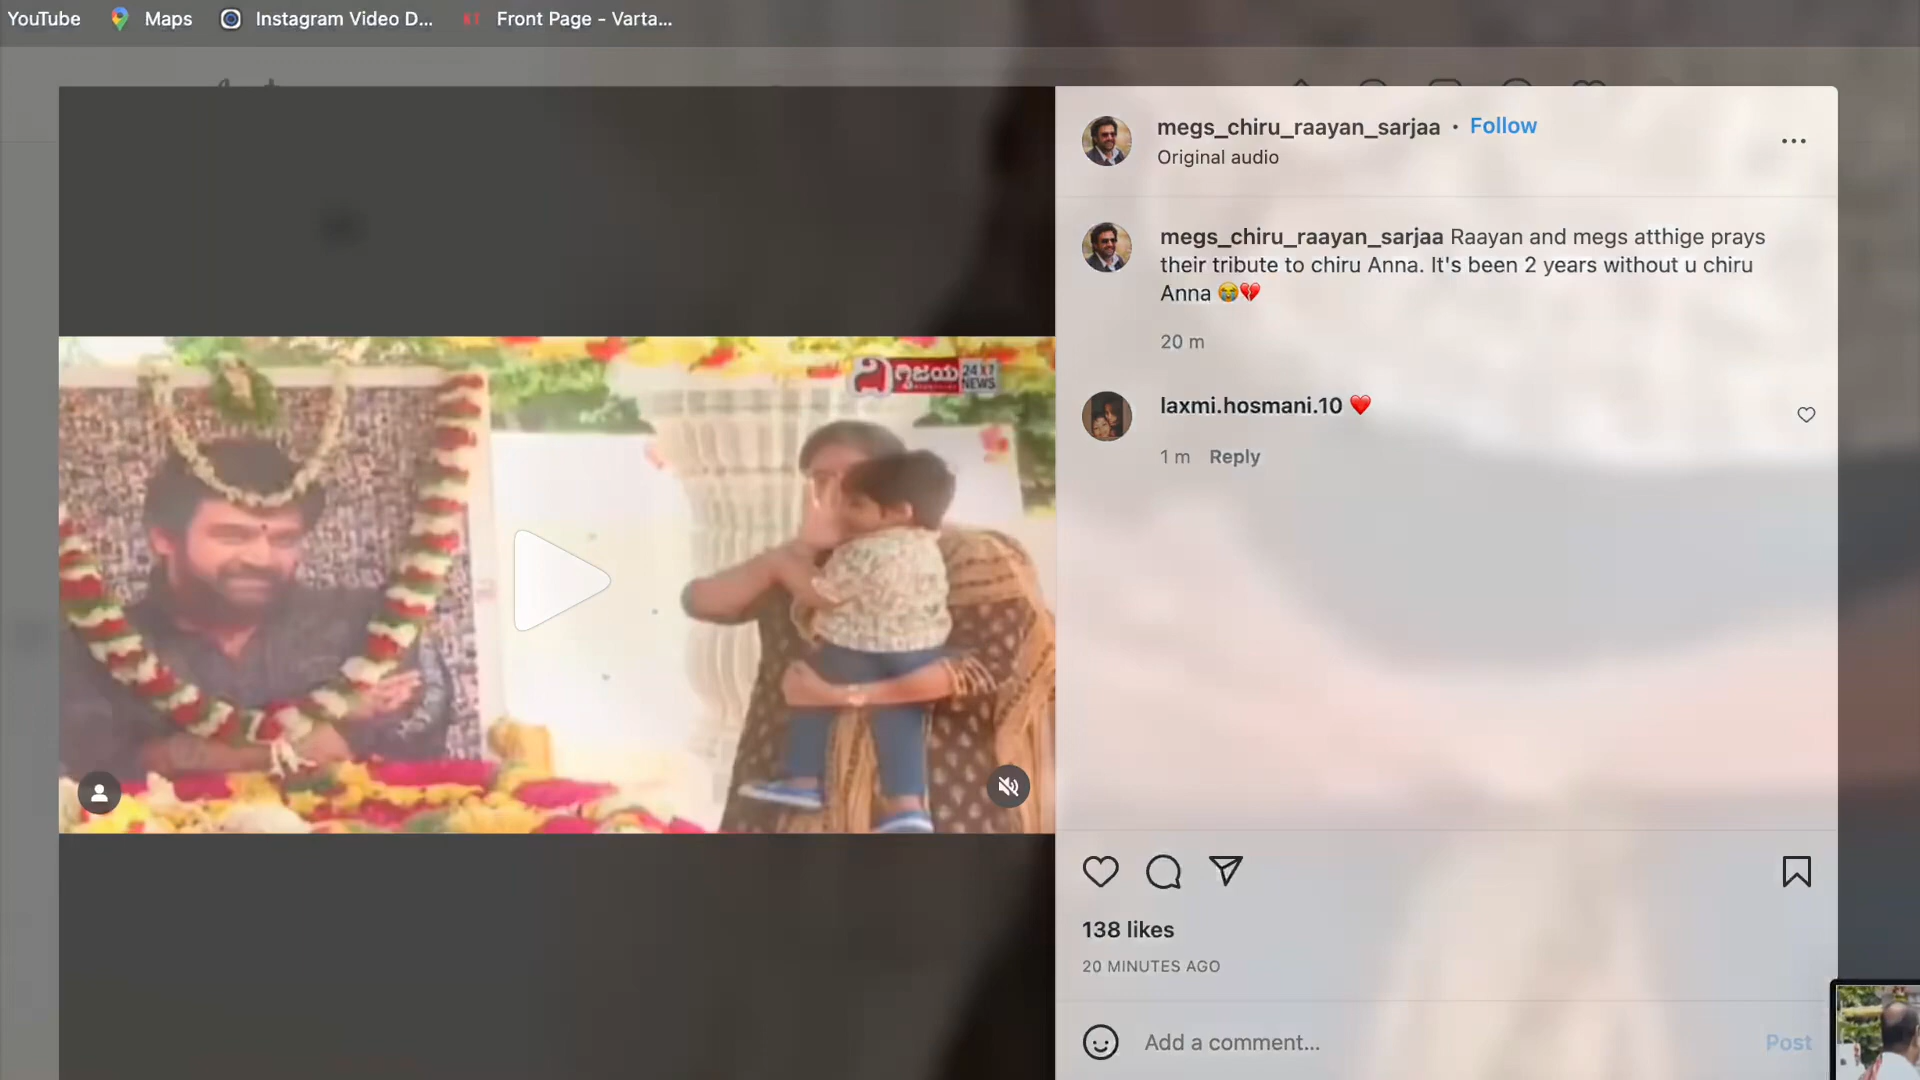 YouTube
Maps
Instagram Video D...
Front Page - Varta...
megs_chiru_raayan_sarjaa • Follow
Original audio
megs_chiru_raayan_sarjaa Raayan and megs atthige prays
their tribute to chiru Anna. It's been 2 years without u chiru
Anna 😭💔
20 m
laxmi.hosmani.10 ❤️
1 m Reply
ದಿಗ್ವಿಜಯ 24X7
NEWS
138 likes
20 MINUTES AGO
Add a comment...
Post